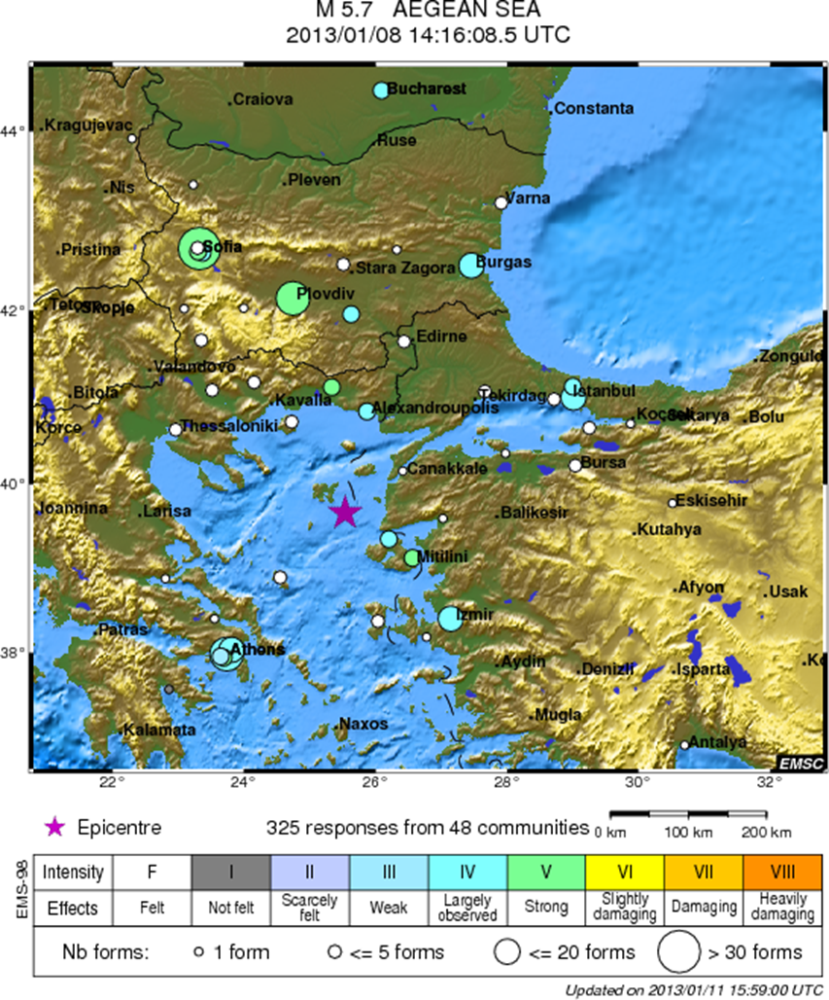 M 5.7 AEGEAN SEA
2013/01/08 14:16:08.5 UTC
Bucharest
Craiova
Constanta
44°
Kragujevac
Ruse
Pleven
Nis
Varna
Pristina
Sofia
Stara Zagora
Burgas
Plovdiv
42°
Skopje
Edirne
Zonguld
Valandovo
Bitola
Kavalla
Alexandroupolis
Tekirdag
Istanbul
Korce
Thessaloniki
Bolu
Canakkale
Bursa
40°
Ioannina
Larisa
Balikesir
Eskisehir
Kutahya
Mitilini
Afyon
Usak
Izmir
Patras
Athens
38°
Aydin
Denizli
Isparta
Mugla
Naxos
Kalamata
Antalya
EMSC
22° 24° 26° 28° 30° 32°
Epicentre
325 responses from 48 communities
0 km 100 km 200 km
EMS-98
Intensity F I II III IV V VI VII VIII
Effects Felt Not felt Scarcely felt Weak Largely observed Strong Slightly damaging Damaging Heavily damaging
Nb forms: 1 form <= 5 forms <= 20 forms > 30 forms
Updated on 2013/01/11 15:59:00 UTC